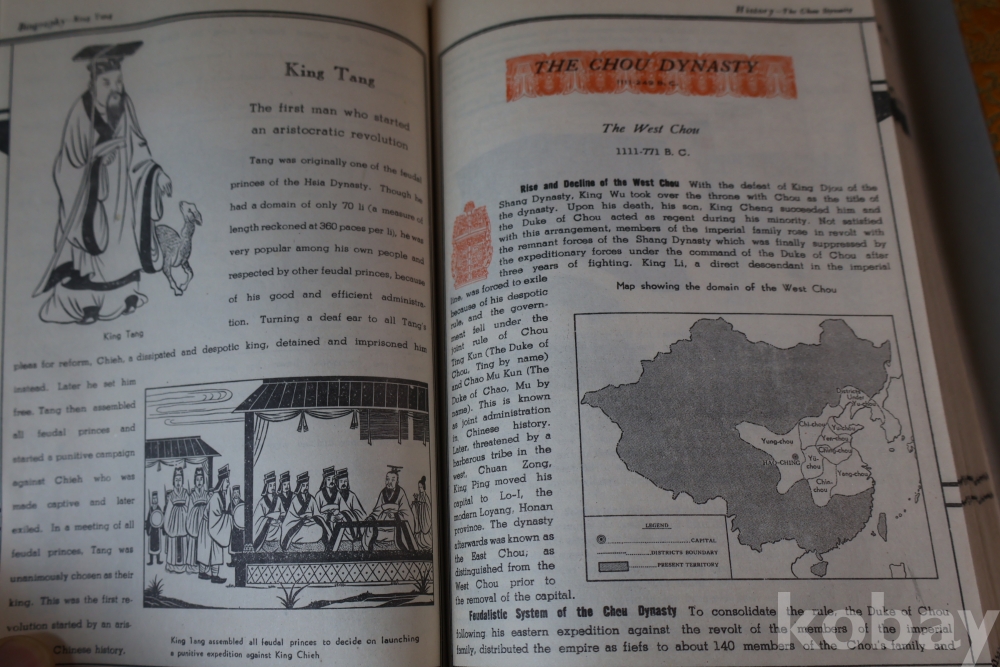 Biography—King Tang
King Tang
The first man who started
an aristocratic revolution
Tang was originally one of the feudal
princes of the Hsia Dynasty. Though he
had a domain of only 70 li (a measure of
length reckoned at 360 paces per li), he was
very popular among his own people and
respected by other feudal princes, because
of his good and efficient administra-
tion. Turning a deaf ear to all Tang's
King Tang
pleas for reform, Chieh, a dissipated and despotic king, detained and imprisoned him
instead. Later he set him
free. Tang then assembled
all feudal princes and
started a punitive campaign
against Chieh who was
made captive and later
exiled. In a meeting of all
feudal princes, Tang was
unanimously chosen as their
king. This was the first re-
volution started by an aris-
Chinese history.
King Tang assembled all feudal princes to decide on launching
a punitive expedition against King Chieh
History—The Chou Dynasty
THE CHOU DYNASTY
B. C.
The West Chou
1111-771 B. C.
Rise and Decline of the West Chou With the defeat of King Djou of the
Shang Dynasty, King Wu took over the throne with Chou as the title of
the dynasty. Upon his death, his son, King Cheng succeeded him and
the Duke of Chou acted as regent during his minority. Not satisfied
with this arrangement, members of the imperial family rose in revolt with
the remnant forces of the Shang Dynasty which was finally suppressed by
the expeditionary forces under the command of the Duke of Chou after
three years of fighting. King Li, a direct descendant in the imperial
line, was forced to exile
because of his despotic
rule, and the govern-
ment fell under the
joint rule of Chou
Ting Kun (The Duke of
Chou, Ting by name)
and Chao Mu Kun (The
Duke of Chao, Mu by
name). This is known
as joint administration
in Chinese history.
Later, threatened by a
barbarous tribe in the
west, Chuan Zong,
King Ping moved his
capital to Lo-I, the
modern Loyang, Honan
province. The dynasty
afterwards was known as
the East Chou; as
distinguished from the
West Chou prior to
the removal of the capital.
Map showing the domain of the West Chou
Under
Chi-chou
Yung-chou
Yen-chou
Ching-chou
Yü-
chou
Yang-chou
Chin-
chou
LEGEND
CAPITAL
DISTRICTS BOUNDARY
PRESENT TERRITORY
Feudalistic System of the Chou Dynasty To consolidate the rule, the Duke of Chou
following his eastern expedition against the revolt of the members of the imperial
family, distributed the empire as fiefs to about 140 members of the Chou's family and
kobay